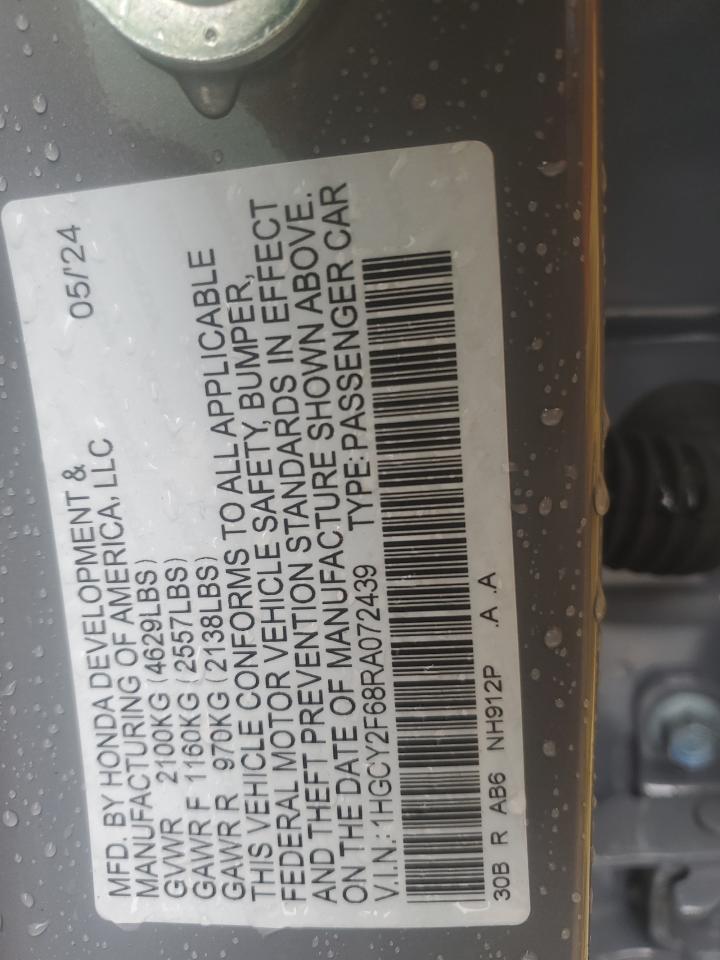 MFD. BY HONDA DEVELOPMENT & 05/'24
MANUFACTURING OF AMERICA, LLC
GVWR 2100KG (4629LBS)
GAWR F 1160KG (2557LBS)
GAWR R 970KG (2138LBS)
THIS VEHICLE CONFORMS TO ALL APPLICABLE
FEDERAL MOTOR VEHICLE SAFETY, BUMPER,
AND THEFT PREVENTION STANDARDS IN EFFECT
ON THE DATE OF MANUFACTURE SHOWN ABOVE.
V.I.N.: 1HGCY2F68RA072439 TYPE: PASSENGER CAR
30B R AB6 NH912P .A .A